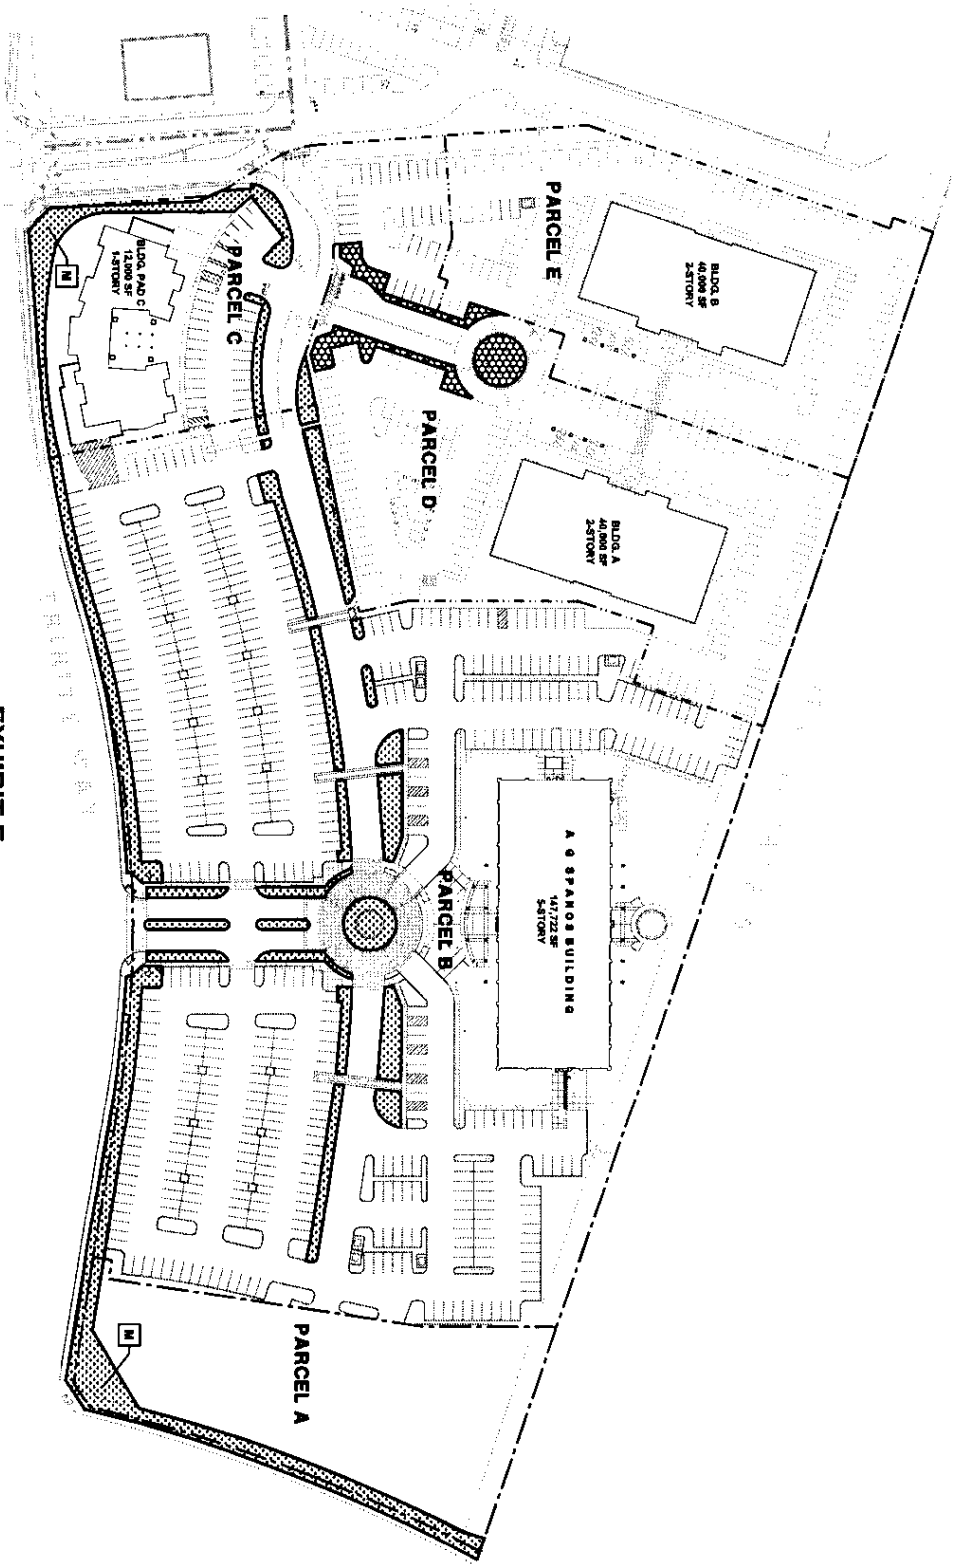 PARCEL E
BLDG. B
40,000 SF
2-STORY
M
BLDG. PAD C
12,000 SF
1-STORY
PARCEL C
PARCEL D
BLDG. A
40,000 SF
2-STORY
A G SPANOS BUILDING
147,722 SF
5-STORY
PARCEL B
PARCEL A
M